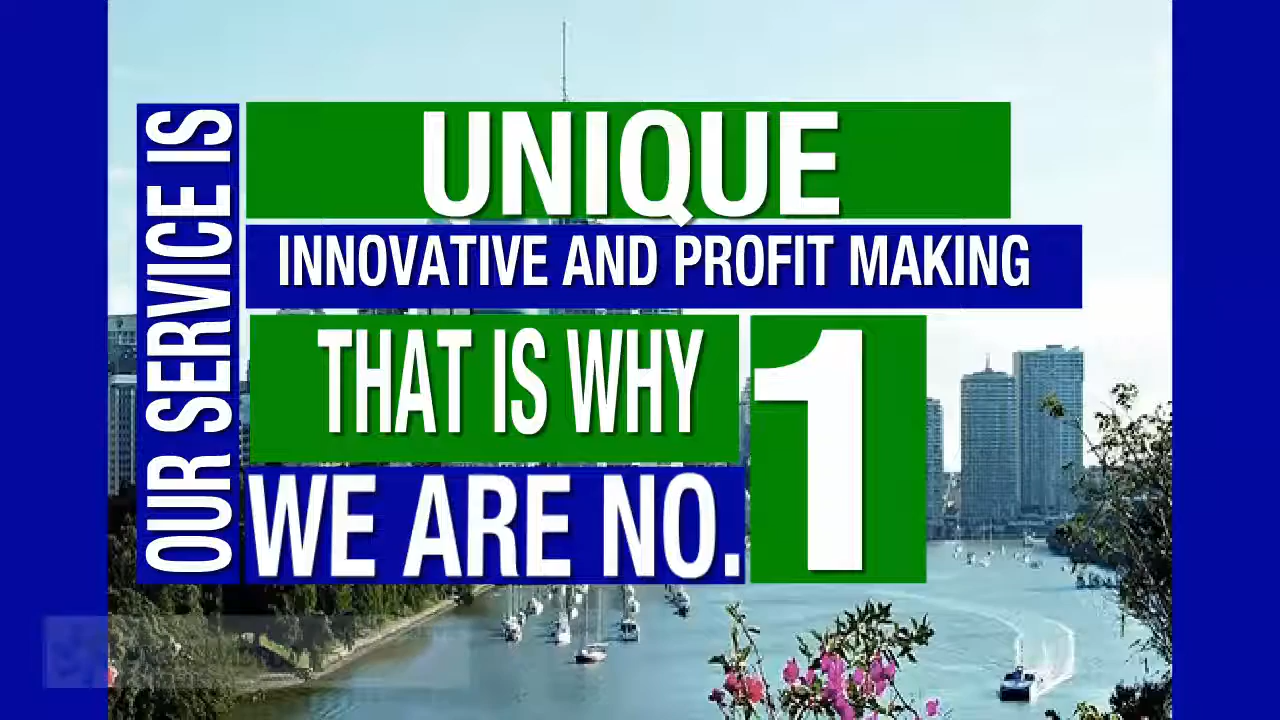 OUR SERVICE IS
UNIQUE
INNOVATIVE AND PROFIT MAKING
THAT IS WHY
WE ARE NO.
1